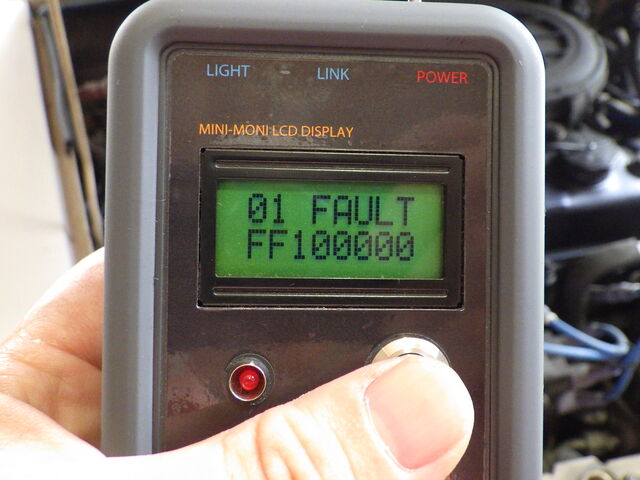 LIGHT LINK POWER
MINI-MONI LCD DISPLAY
01 FAULT
FF100000